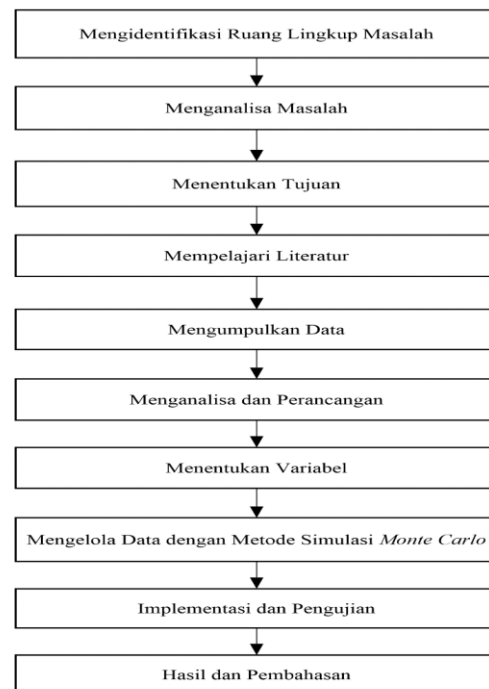 Mengidentifikasi Ruang Lingkup Masalah
Menganalisa Masalah
Menentukan Tujuan
Mempelajari Literatur
Mengumpulkan Data
Menganalisa dan Perancangan
Menentukan Variabel
Mengelola Data dengan Metode Simulasi Monte Carlo
Implementasi dan Pengujian
Hasil dan Pembahasan